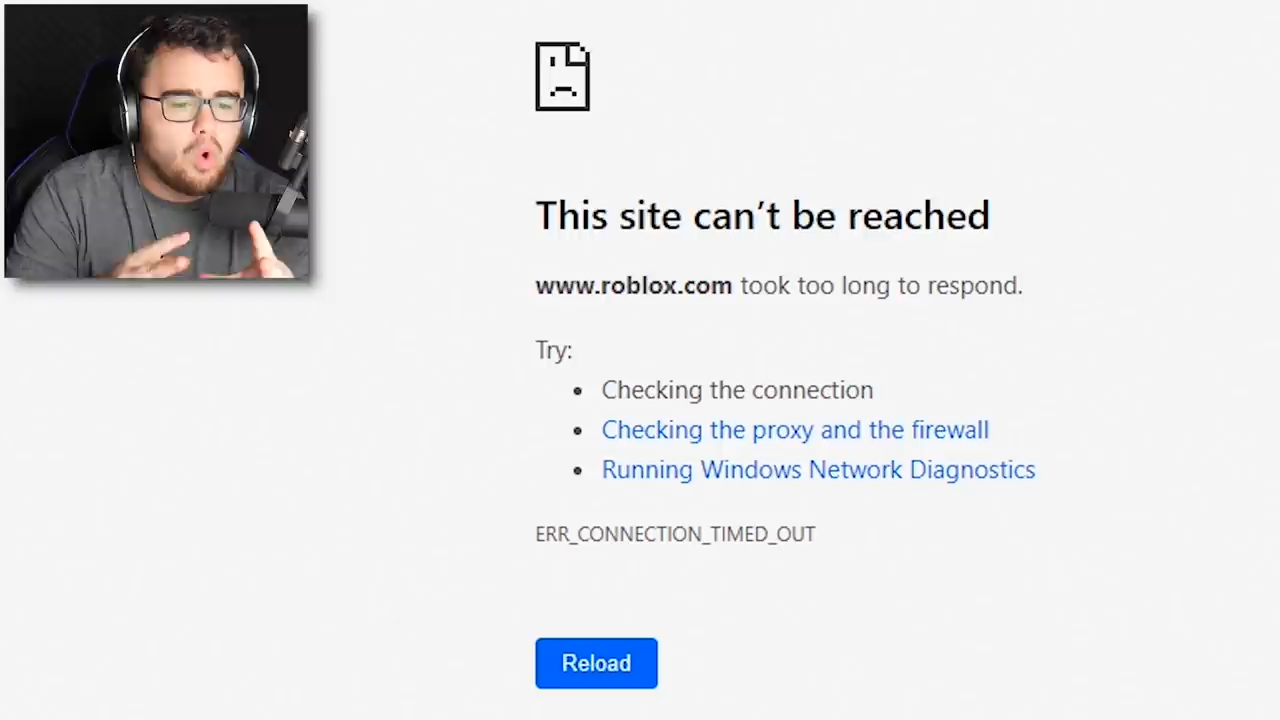 This site can’t be reached
www.roblox.com took too long to respond.
Try:
Checking the connection
Checking the proxy and the firewall
Running Windows Network Diagnostics
ERR_CONNECTION_TIMED_OUT
Reload